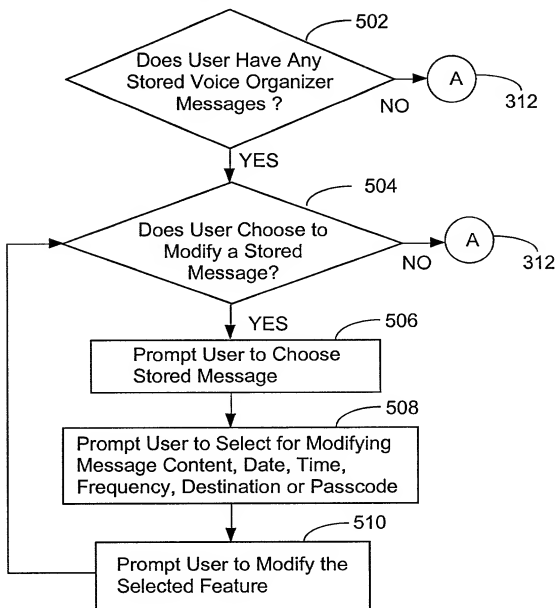 502
Does User Have Any
Stored Voice Organizer
Messages ?
A
NO
312
YES
504
Does User Choose to
Modify a Stored
Message?
A
NO
312
YES
506
Prompt User to Choose
Stored Message
508
Prompt User to Select for Modifying
Message Content, Date, Time,
Frequency, Destination or Passcode
510
Prompt User to Modify the
Selected Feature